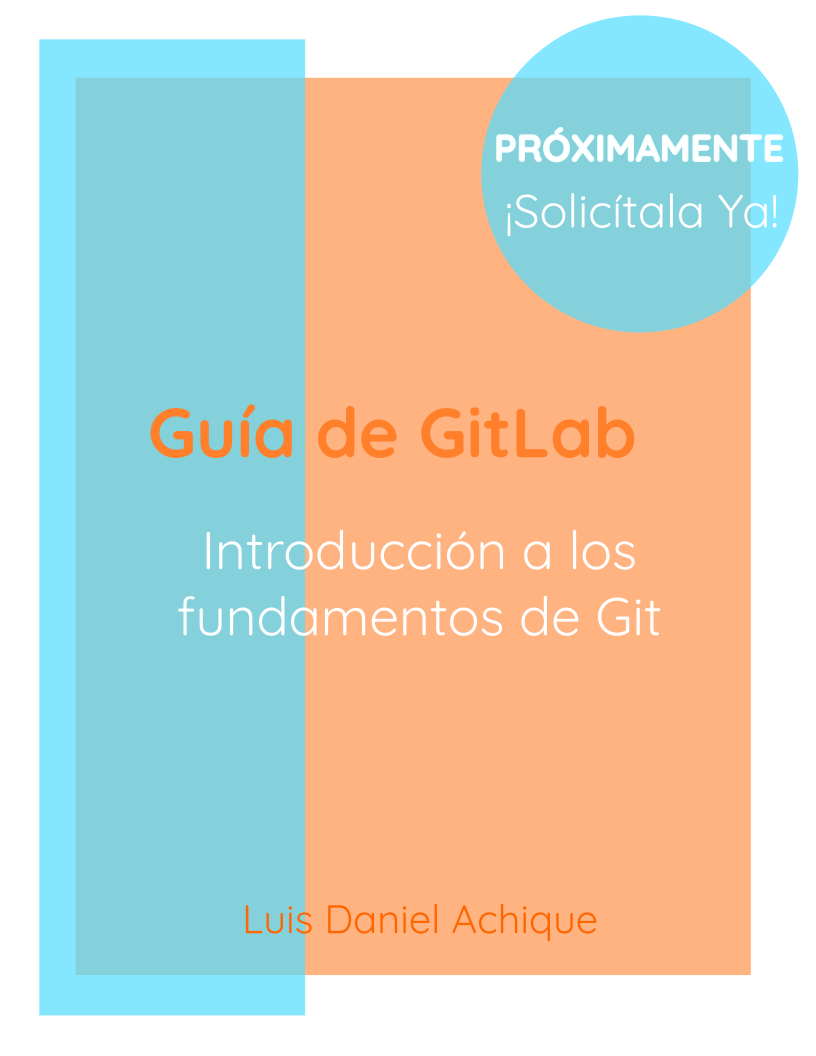 PRÓXIMAMENTE
¡Solicítala Ya!
Guía de GitLab
Introducción a los
fundamentos de Git
Luis Daniel Achique